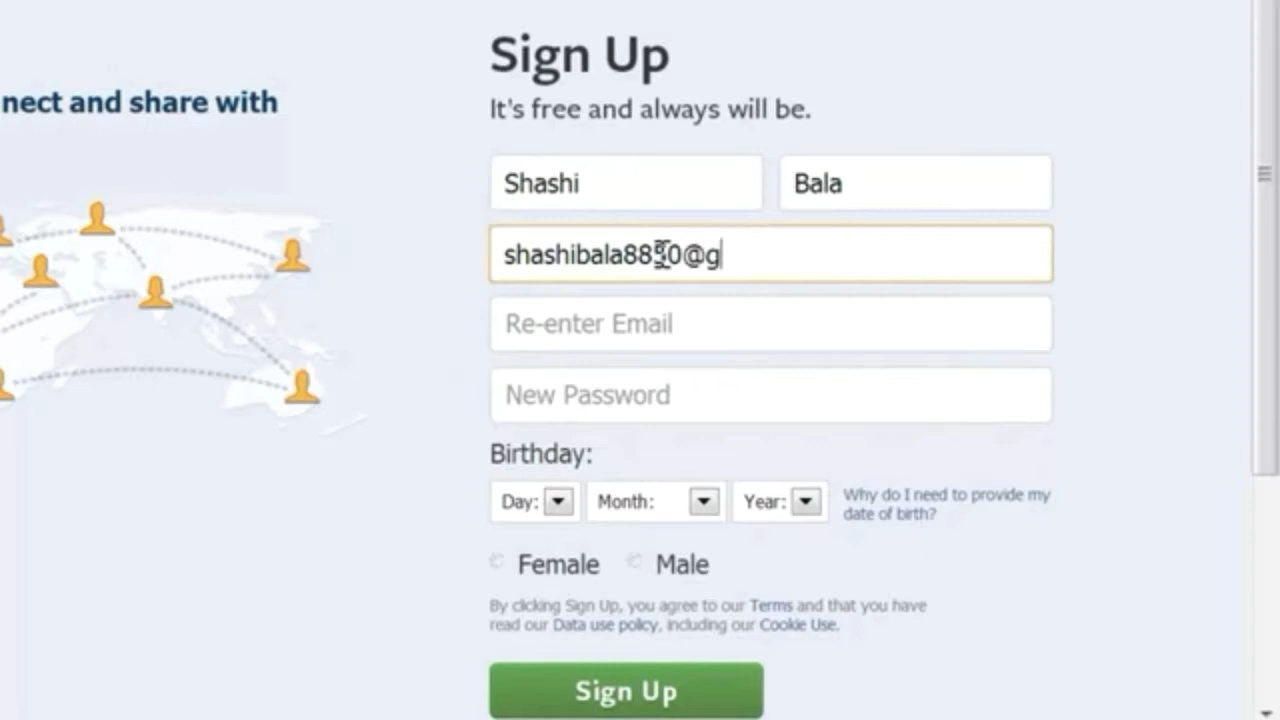 nect and share with
Sign Up
It's free and always will be.
Shashi
Bala
Re-enter Email
New Password
Birthday:
Day:
Month:
Year:
Why do I need to provide my
date of birth?
Female
Male
By clicking Sign Up, you agree to our Terms and that you have
read our Data use policy, including our Cookie Use.
Sign Up